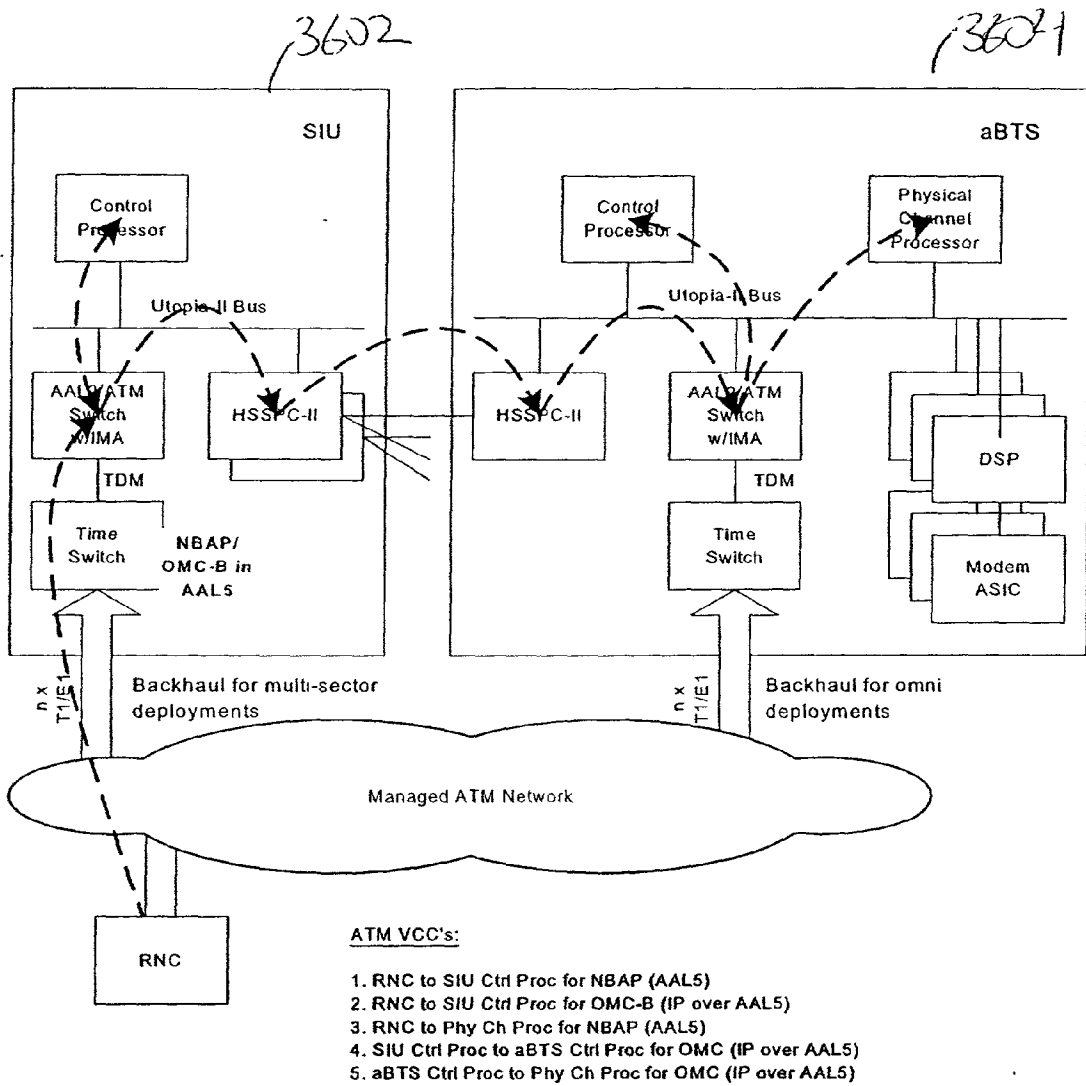 3602
3604
SIU
aBTS
Control
Processor
Control
Processor
Physical
Channel
Processor
Utopia-II Bus
Utopia-II Bus
AAL2/ATM
Switch
w/IMA
HSSPC-II
HSSPC-II
AAL2/ATM
Switch
w/IMA
DSP
TDM
TDM
Time
Switch
NBAP/
OMC-B in
AAL5
Time
Switch
Modem
ASIC
n x
T1/E1
Backhaul for multi-sector
deployments
n x
T1/E1
Backhaul for omni
deployments
Managed ATM Network
RNC
ATM VCC's:
1. RNC to SIU Ctrl Proc for NBAP (AAL5)
2. RNC to SIU Ctrl Proc for OMC-B (IP over AAL5)
3. RNC to Phy Ch Proc for NBAP (AAL5)
4. SIU Ctrl Proc to aBTS Ctrl Proc for OMC (IP over AAL5)
5. aBTS Ctrl Proc to Phy Ch Proc for OMC (IP over AAL5)